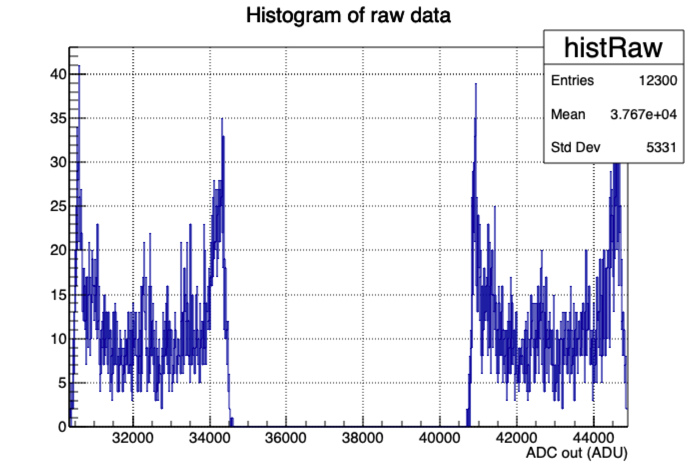 Histogram of raw data
histRaw
Entries 12300
Mean 3.767e+04
Std Dev 5331
40
35
30
25
20
15
10
5
0
32000 34000 36000 38000 40000 42000 44000
ADC out (ADU)